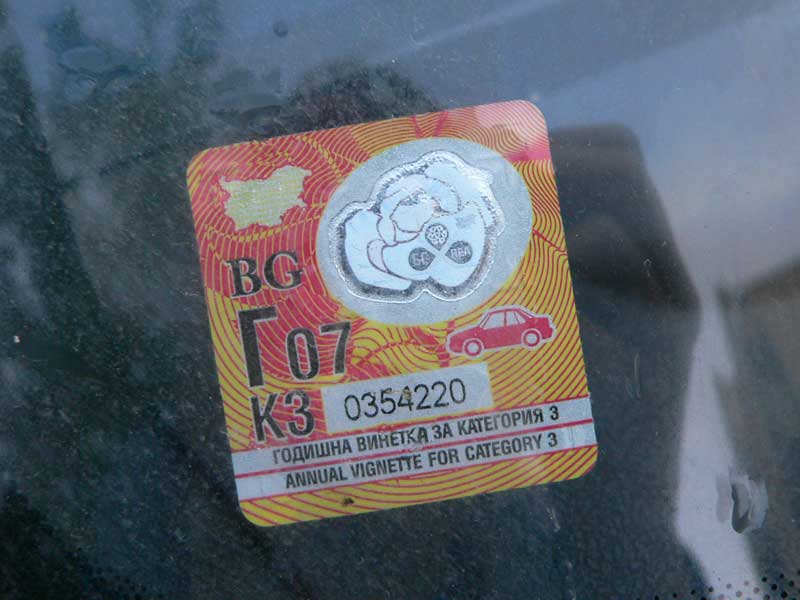 BG
Г07
К3
0354220
ГОДИШНА ВИНЕТКА ЗА КАТЕГОРИЯ 3
ANNUAL VIGNETTE FOR CATEGORY 3